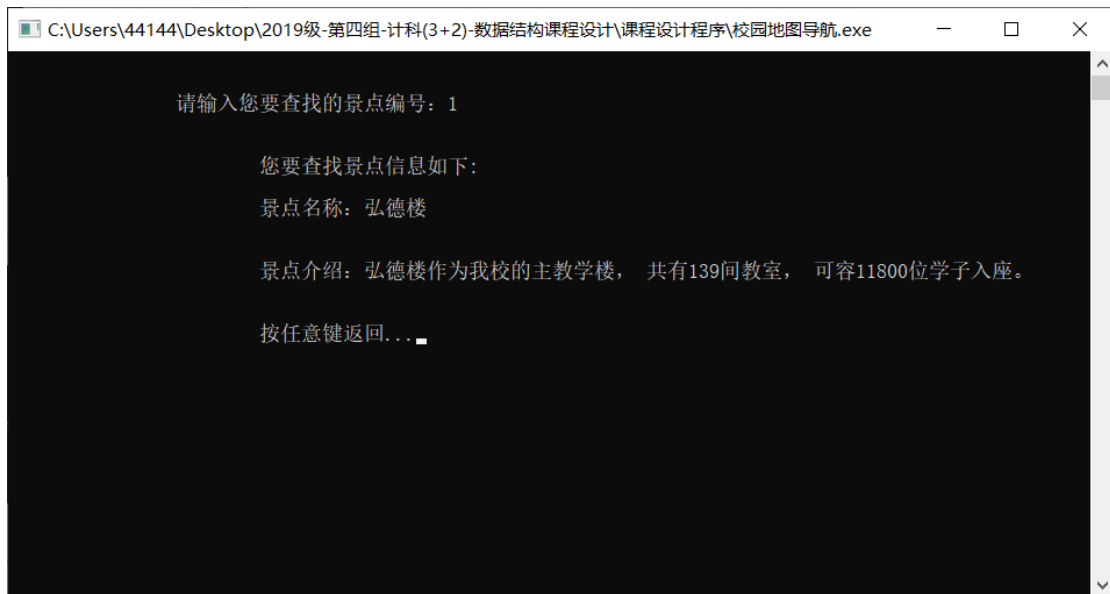 C:\Users\44144\Desktop\2019级-第四组-计科(3+2)-数据结构课程设计\课程设计程序\校园地图导航.exe
请输入您要查找的景点编号：1
您要查找景点信息如下:
景点名称：弘德楼
景点介绍：弘德楼作为我校的主教学楼， 共有139间教室， 可容11800位学子入座。
按任意键返回...